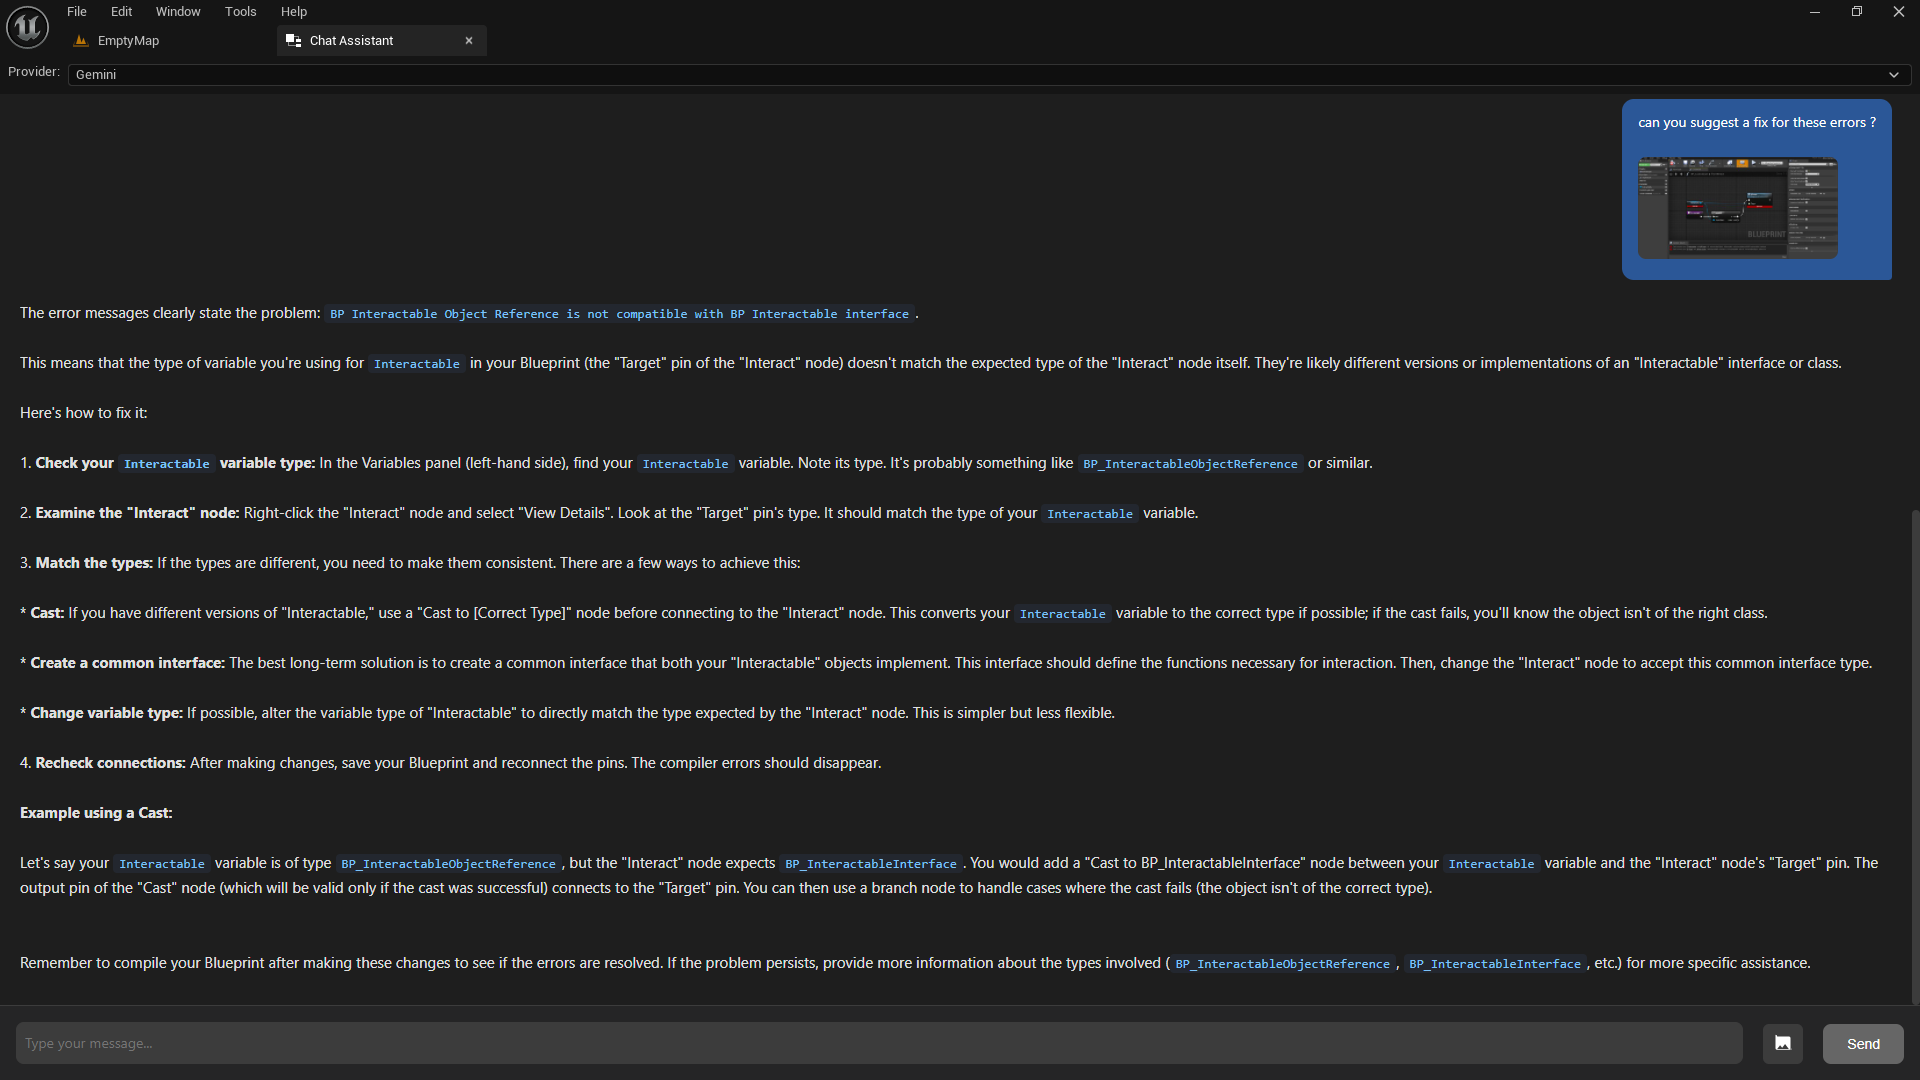 File Edit Window Tools Help
EmptyMap
Chat Assistant
Provider: Gemini
can you suggest a fix for these errors ?
BLUEPRINT
The error messages clearly state the problem: BP Interactable Object Reference is not compatible with BP Interactable interface.
This means that the type of variable you're using for Interactable in your Blueprint (the "Target" pin of the "Interact" node) doesn't match the expected type of the "Interact" node itself. They're likely different versions or implementations of an "Interactable" interface or class.
Here's how to fix it:
1. Check your Interactable variable type: In the Variables panel (left-hand side), find your Interactable variable. Note its type. It's probably something like BP_InteractableObjectReference or similar.
2. Examine the "Interact" node: Right-click the "Interact" node and select "View Details". Look at the "Target" pin's type. It should match the type of your Interactable variable.
3. Match the types: If the types are different, you need to make them consistent. There are a few ways to achieve this:
* Cast: If you have different versions of "Interactable," use a "Cast to [Correct Type]" node before connecting to the "Interact" node. This converts your Interactable variable to the correct type if possible; if the cast fails, you'll know the object isn't of the right class.
* Create a common interface: The best long-term solution is to create a common interface that both your "Interactable" objects implement. This interface should define the functions necessary for interaction. Then, change the "Interact" node to accept this common interface type.
* Change variable type: If possible, alter the variable type of "Interactable" to directly match the type expected by the "Interact" node. This is simpler but less flexible.
4. Recheck connections: After making changes, save your Blueprint and reconnect the pins. The compiler errors should disappear.
Example using a Cast:
Let's say your Interactable variable is of type BP_InteractableObjectReference, but the "Interact" node expects BP_InteractableInterface. You would add a "Cast to BP_InteractableInterface" node between your Interactable variable and the "Interact" node's "Target" pin. The
output pin of the "Cast" node (which will be valid only if the cast was successful) connects to the "Target" pin. You can then use a branch node to handle cases where the cast fails (the object isn't of the correct type).
Remember to compile your Blueprint after making these changes to see if the errors are resolved. If the problem persists, provide more information about the types involved (BP_InteractableObjectReference, BP_InteractableInterface, etc.) for more specific assistance.
Type your message...
Send